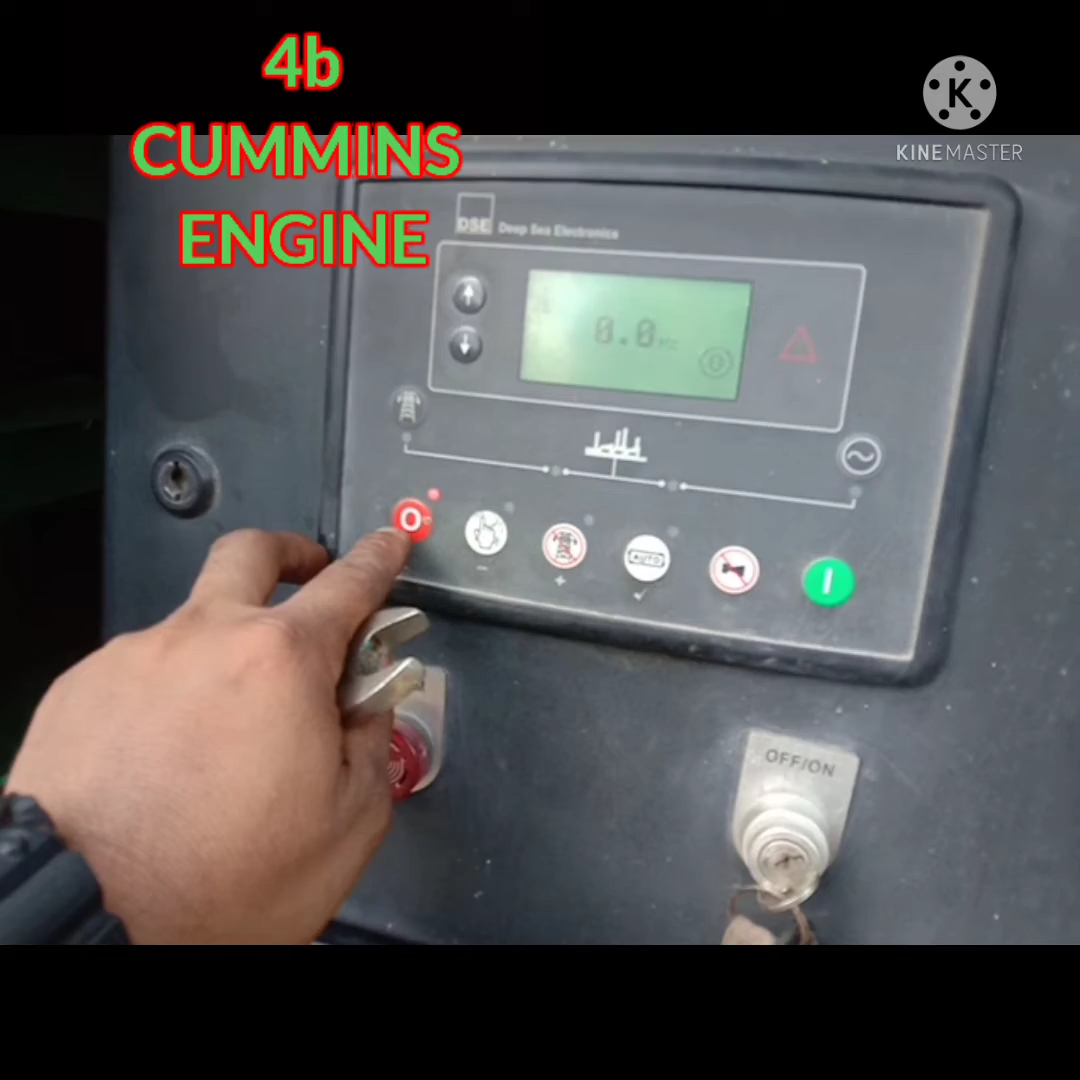 4b
CUMMINS
ENGINE
K
KINEMASTER
DSE Deep Sea Electronics
0.0
O
AUTO
I
- + ✓
OFF/ON